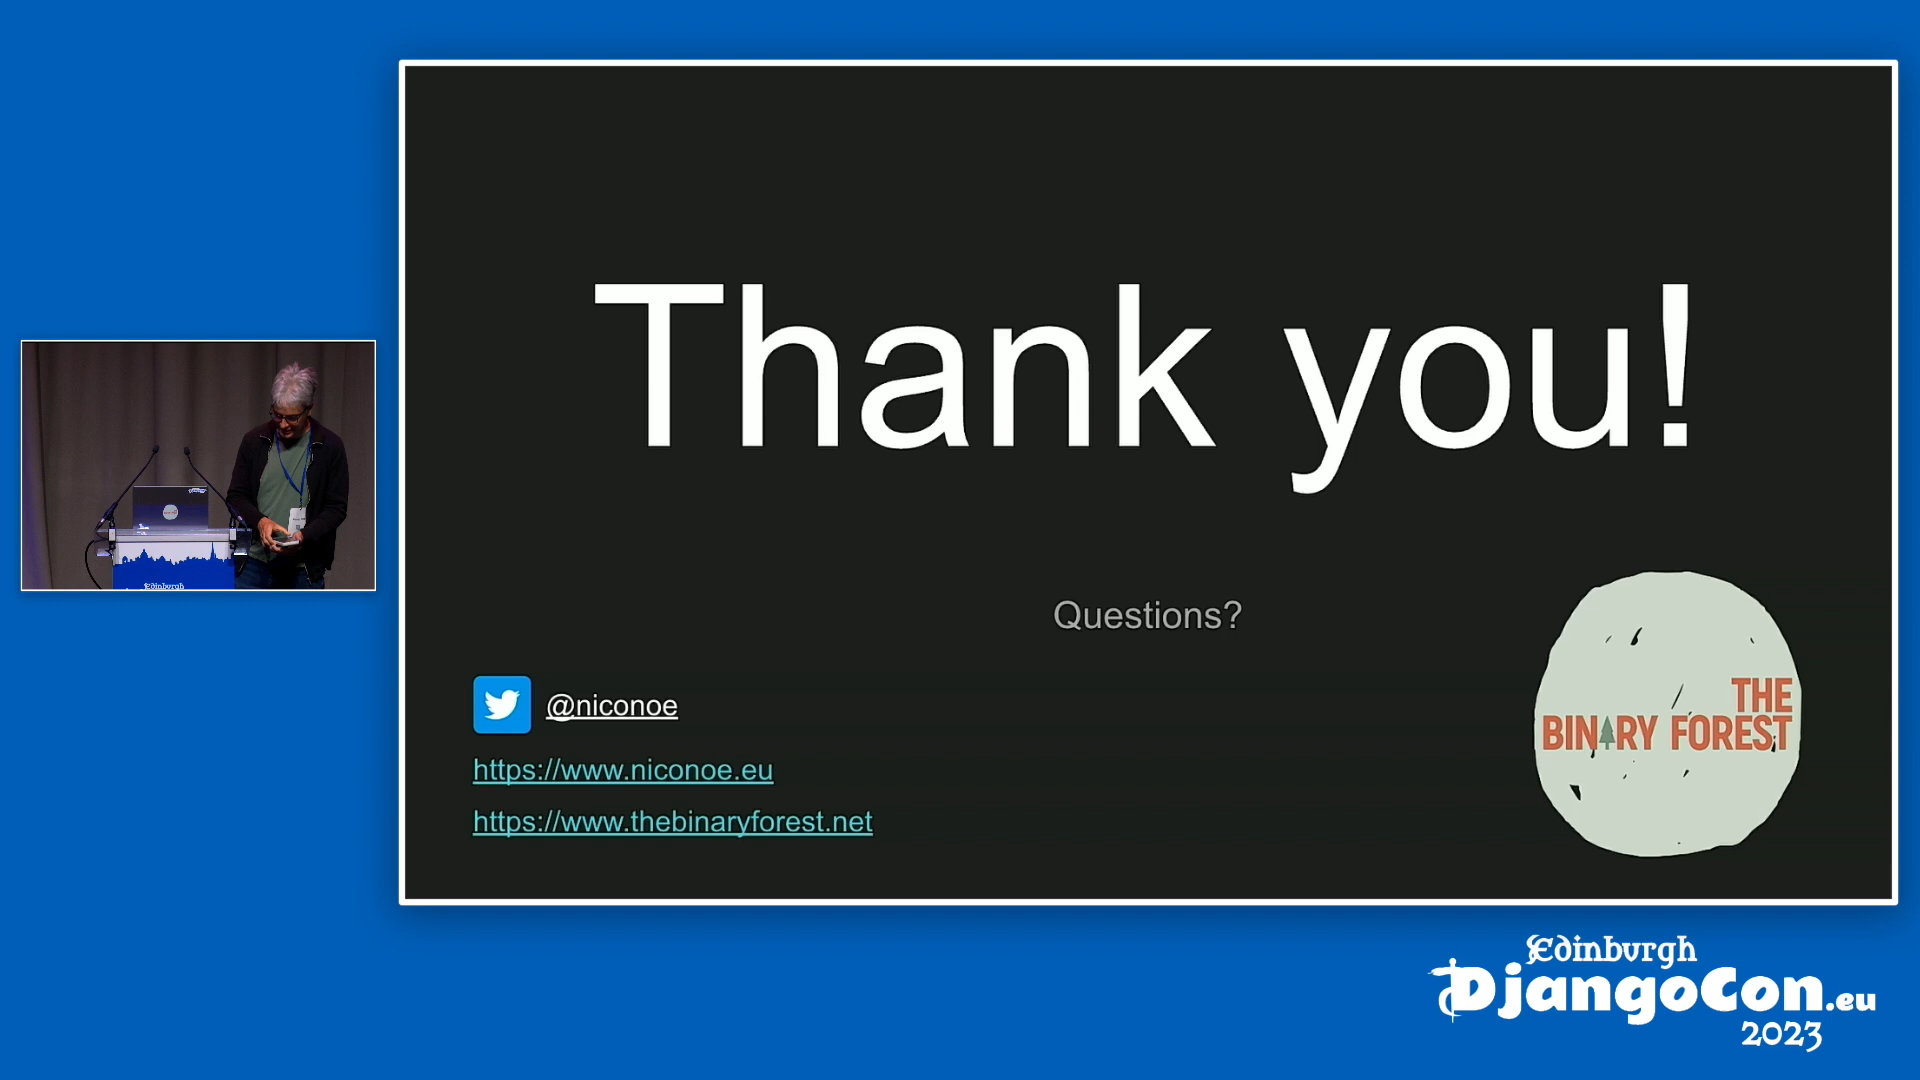 Thank you!
Questions?
@niconoe
https://www.niconoe.eu
https://www.thebinaryforest.net
THE
BINARY FOREST
Edinburgh
Edinburgh
DjangoCon.eu
2023